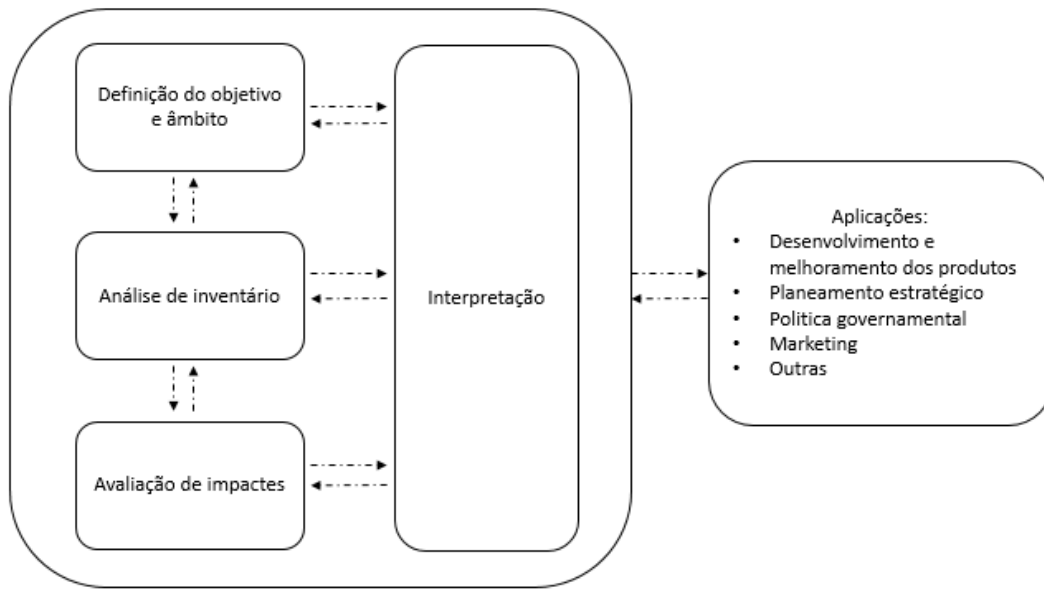 Definição do objetivo
e âmbito
Análise de inventário
Avaliação de impactes
Interpretação
Aplicações:
• Desenvolvimento e
melhoramento dos produtos
• Planeamento estratégico
• Politica governamental
• Marketing
• Outras